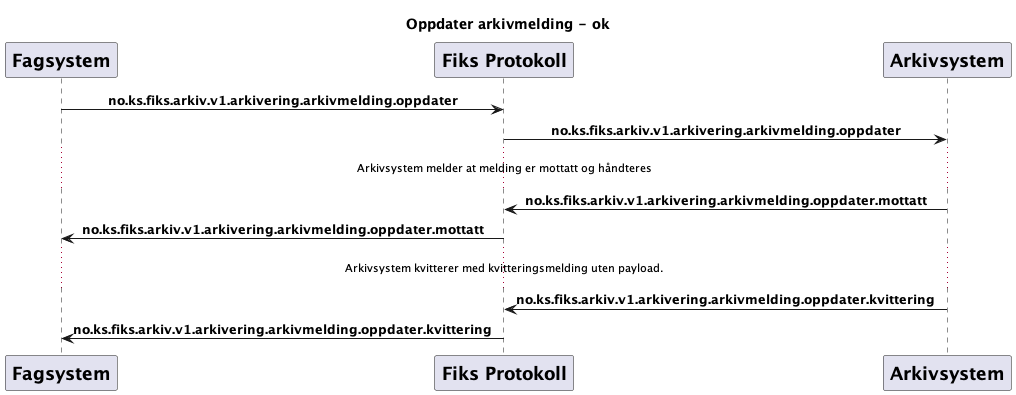 Oppdater arkivmelding - ok
Fagsystem Fiks Protokoll Arkivsystem
no.ks.fiks.arkiv.v1.arkivering.arkivmelding.oppdater
no.ks.fiks.arkiv.v1.arkivering.arkivmelding.oppdater
Arkivsystem melder at melding er mottatt og håndteres
no.ks.fiks.arkiv.v1.arkivering.arkivmelding.oppdater.mottatt
no.ks.fiks.arkiv.v1.arkivering.arkivmelding.oppdater.mottatt
Arkivsystem kvitterer med kvitteringsmelding uten payload.
no.ks.fiks.arkiv.v1.arkivering.arkivmelding.oppdater.kvittering
no.ks.fiks.arkiv.v1.arkivering.arkivmelding.oppdater.kvittering
Fagsystem Fiks Protokoll Arkivsystem